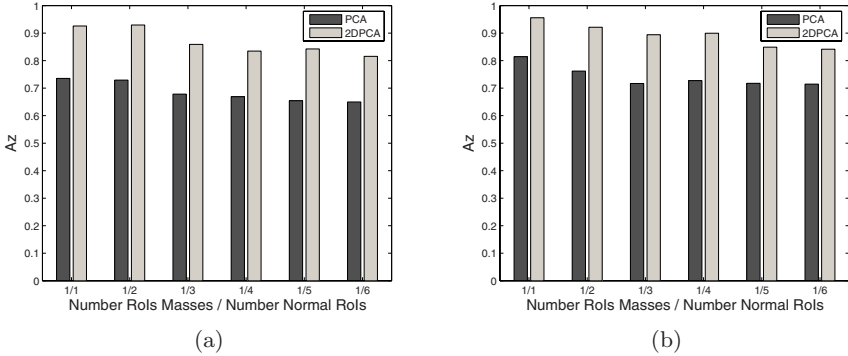 1
0.9
0.8
0.7
0.6
0.5
0.4
0.3
0.2
0.1
0
Az
PCA
2DPCA
1/1 1/2 1/3 1/4 1/5 1/6
Number RoIs Masses / Number Normal RoIs
(a)
1
0.9
0.8
0.7
0.6
0.5
0.4
0.3
0.2
0.1
0
Az
PCA
2DPCA
1/1 1/2 1/3 1/4 1/5 1/6
Number RoIs Masses / Number Normal RoIs
(b)